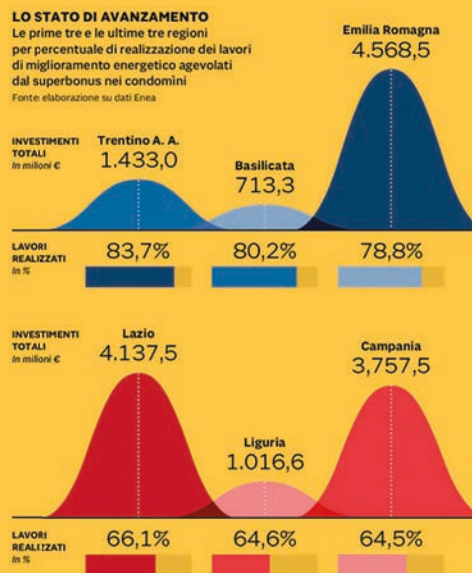 LO STATO DI AVANZAMENTO
Le prime tre e le ultime tre regioni
per percentuale di realizzazione dei lavori
di miglioramento energetico agevolati
dal superbonus nei condomini
Fonte: elaborazione su dati Enea
Emilia Romagna
4.568,5
INVESTIMENTI
TOTALI
In milioni €
Trentino A. A.
1.433,0
Basilicata
713,3
LAVORI
REALIZZATI
In %
83,7%
80,2%
78,8%
INVESTIMENTI
TOTALI
In milioni €
Lazio
4.137,5
Campania
3,757,5
Liguria
1.016,6
LAVORI
REALIZZATI
In %
66,1%
64,6%
64,5%